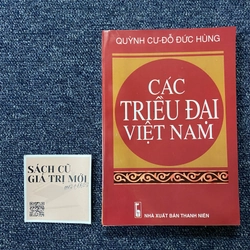 QUỲNH CƯ-ĐỖ ĐỨC HÙNG
CÁC
TRIỀU ĐẠI
VIỆT NAM
NHÀ XUẤT BẢN THANH NIÊN
SÁCH CŨ
GIÁ TRỊ MỚI